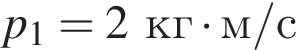 p₁ = 2 кг · м/с